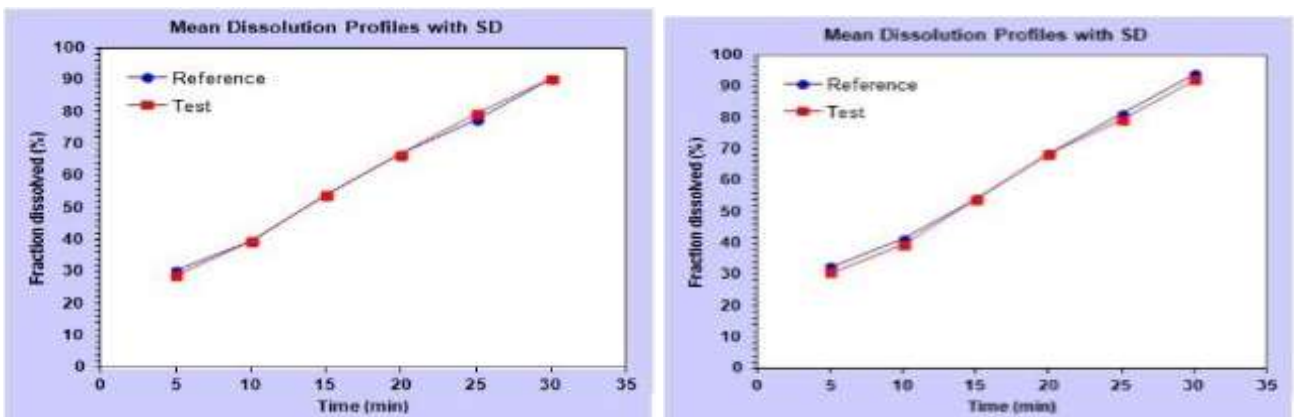 Mean Dissolution Profiles with SD
100
90
80
70
60
50
40
30
20
10
0
Fraction dissolved (%)
Reference
Test
0 5 10 15 20 25 30 35
Time (min)
Mean Dissolution Profiles with SD
100
90
80
70
60
50
40
30
20
10
0
Fraction dissolved (%)
Reference
Test
0 5 10 15 20 25 30 35
Time (min)